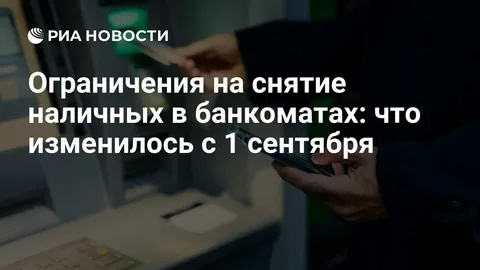 РИА НОВОСТИ
Ограничения на снятие
наличных в банкоматах: что
изменилось с 1 сентября